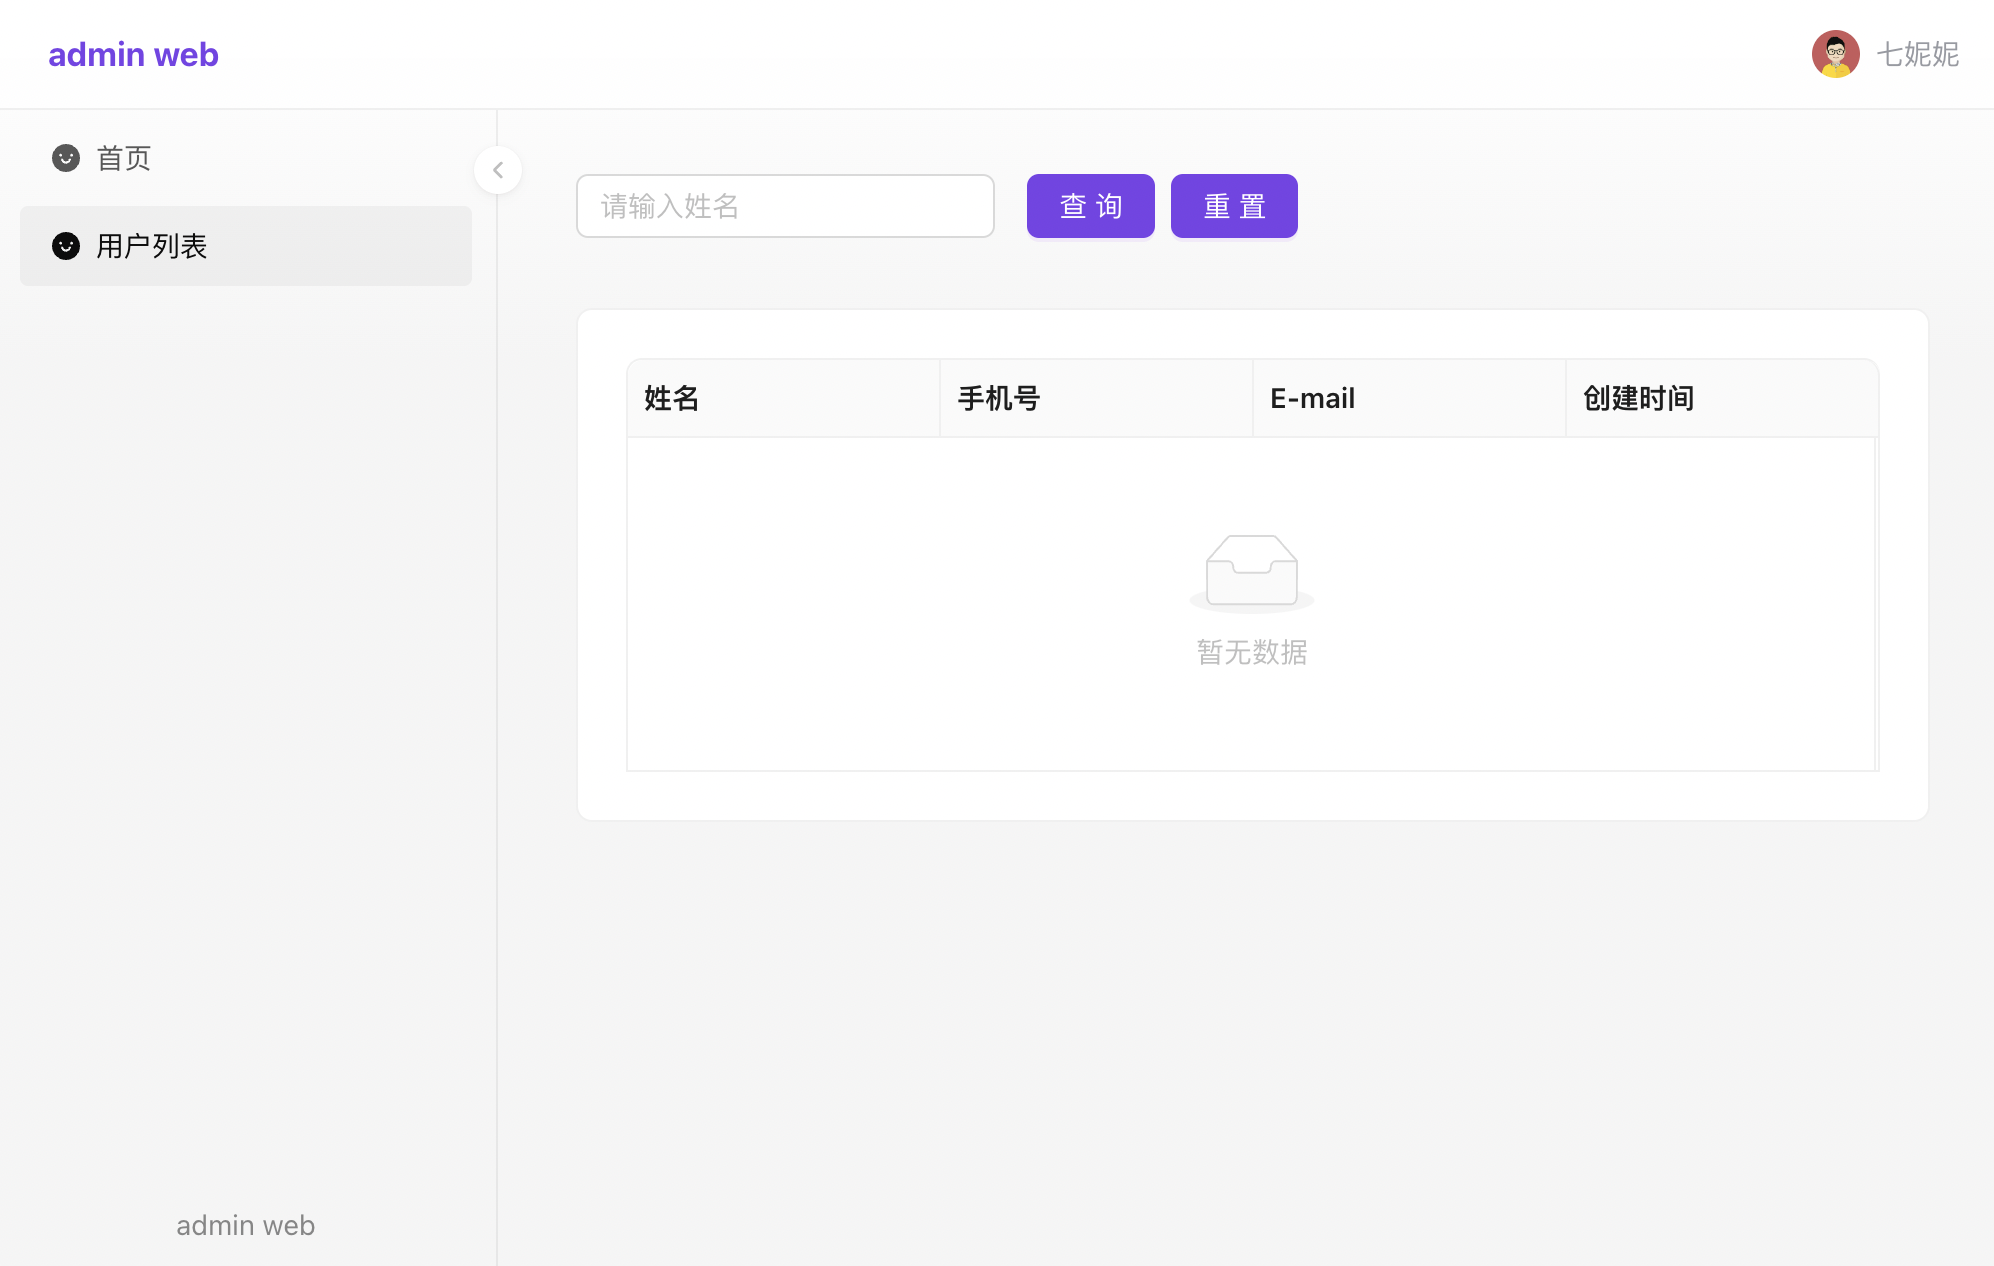 admin web
七妮妮
首页
用户列表
请输入姓名
查 询
重 置
姓名
手机号
E-mail
创建时间
暂无数据
admin web